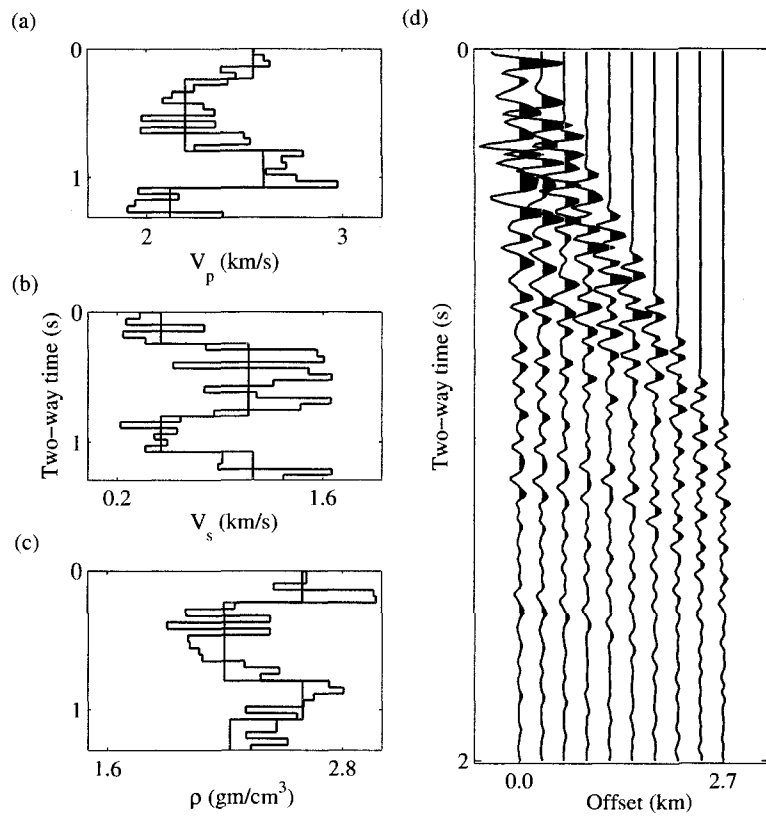 (a)
0
1
2 3
V_p (km/s)
(b)
Two-way time (s)
0
1
0.2 1.6
V_s (km/s)
(c)
0
1
1.6 2.8
ρ (gm/cm³)
(d)
0
Two-way time (s)
2
0.0 2.7
Offset (km)